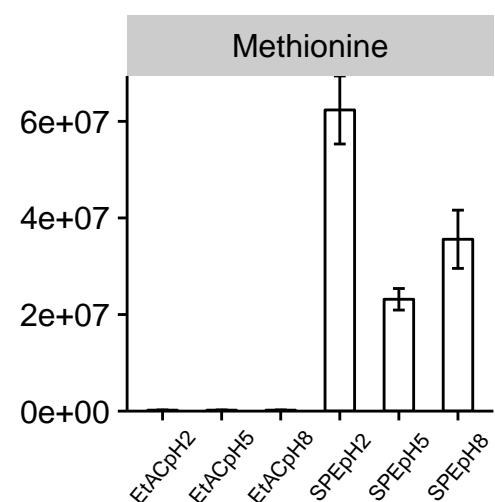 Methionine
6e+07
4e+07
2e+07
0e+00
EtACpH2 EtACpH5 EtACpH8 SPEpH2 SPEpH5 SPEpH8